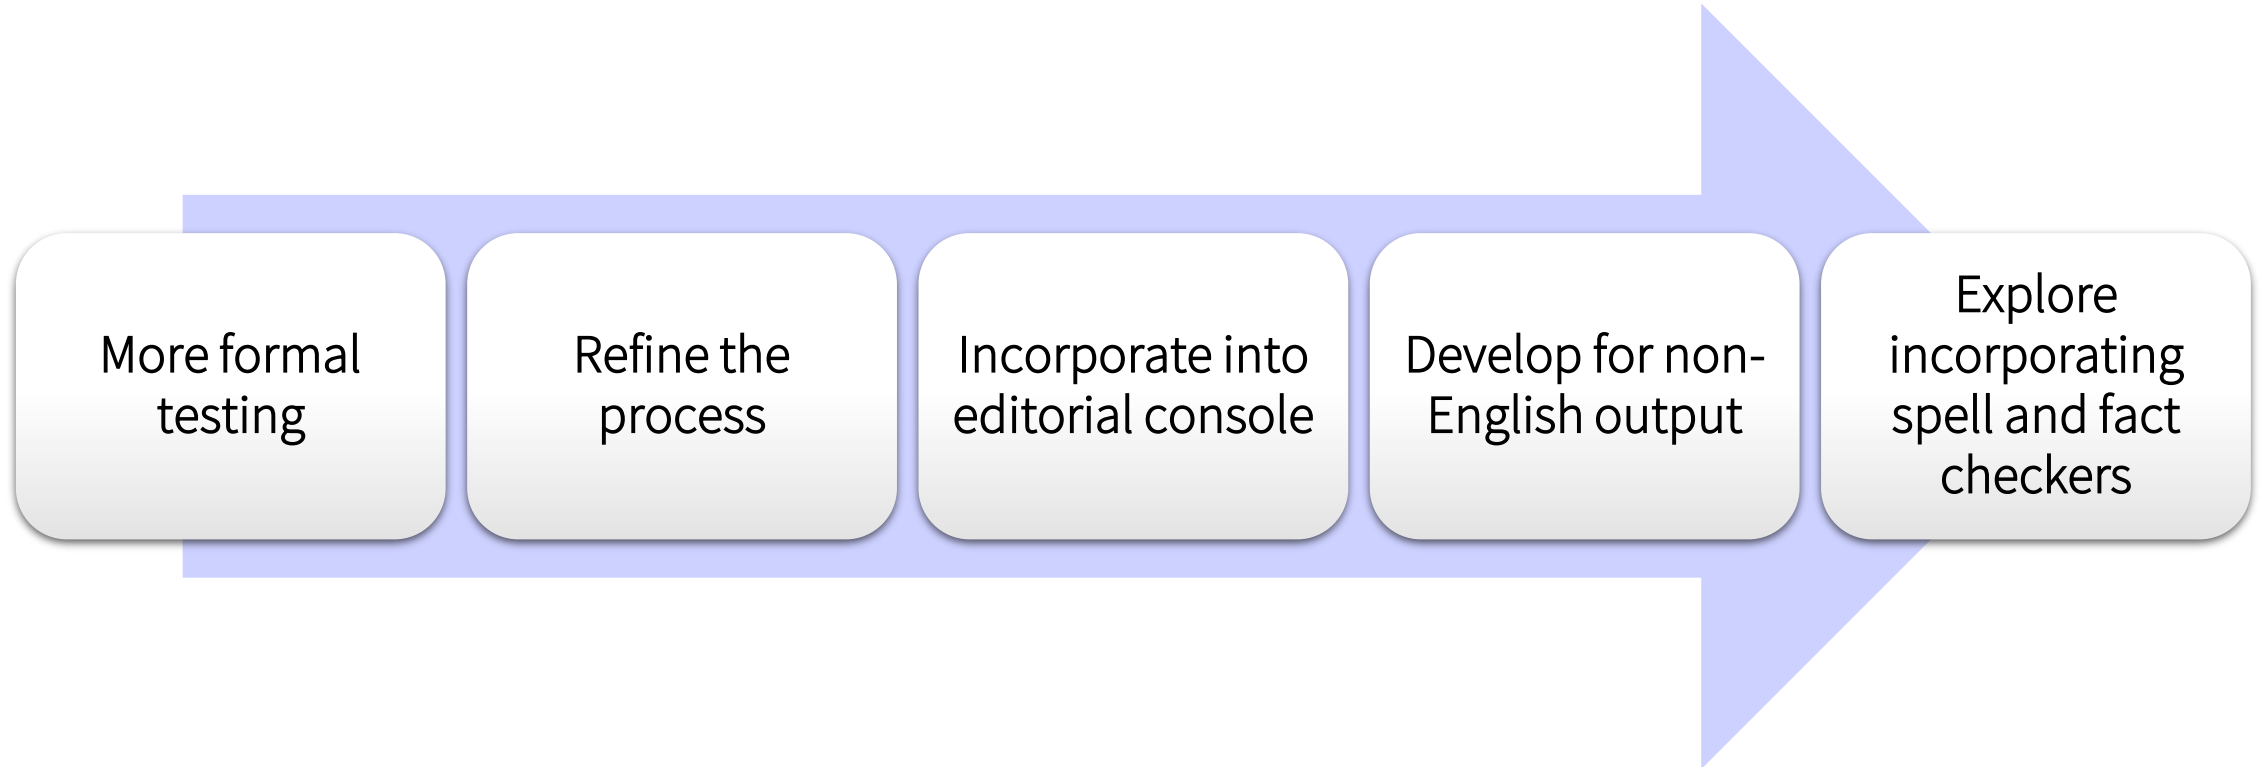 More formal
testing
Refine the
process
Incorporate into
editorial console
Develop for non-
English output
Explore
incorporating
spell and fact
checkers